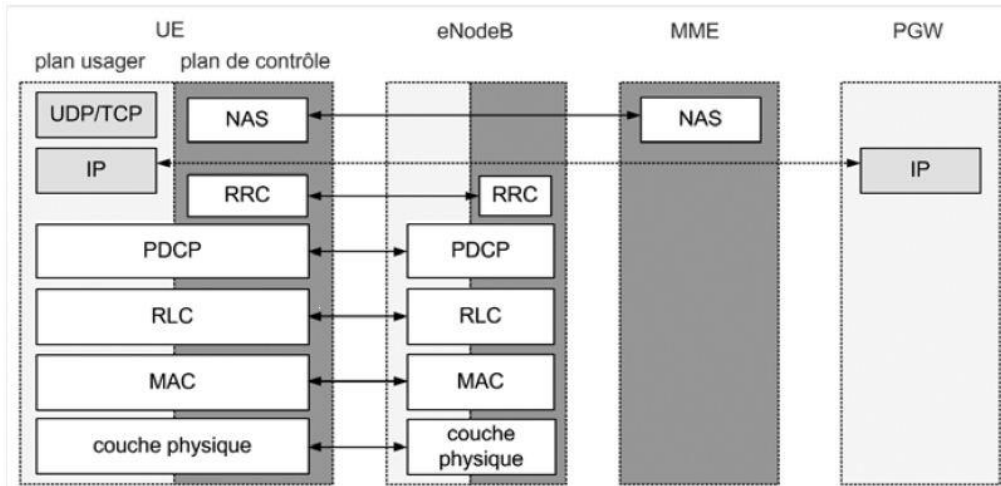 UE
eNodeB
MME
PGW
plan usager
plan de contrôle
UDP/TCP
NAS
NAS
IP
IP
RRC
RRC
PDCP
PDCP
RLC
RLC
MAC
MAC
couche physique
couche
physique